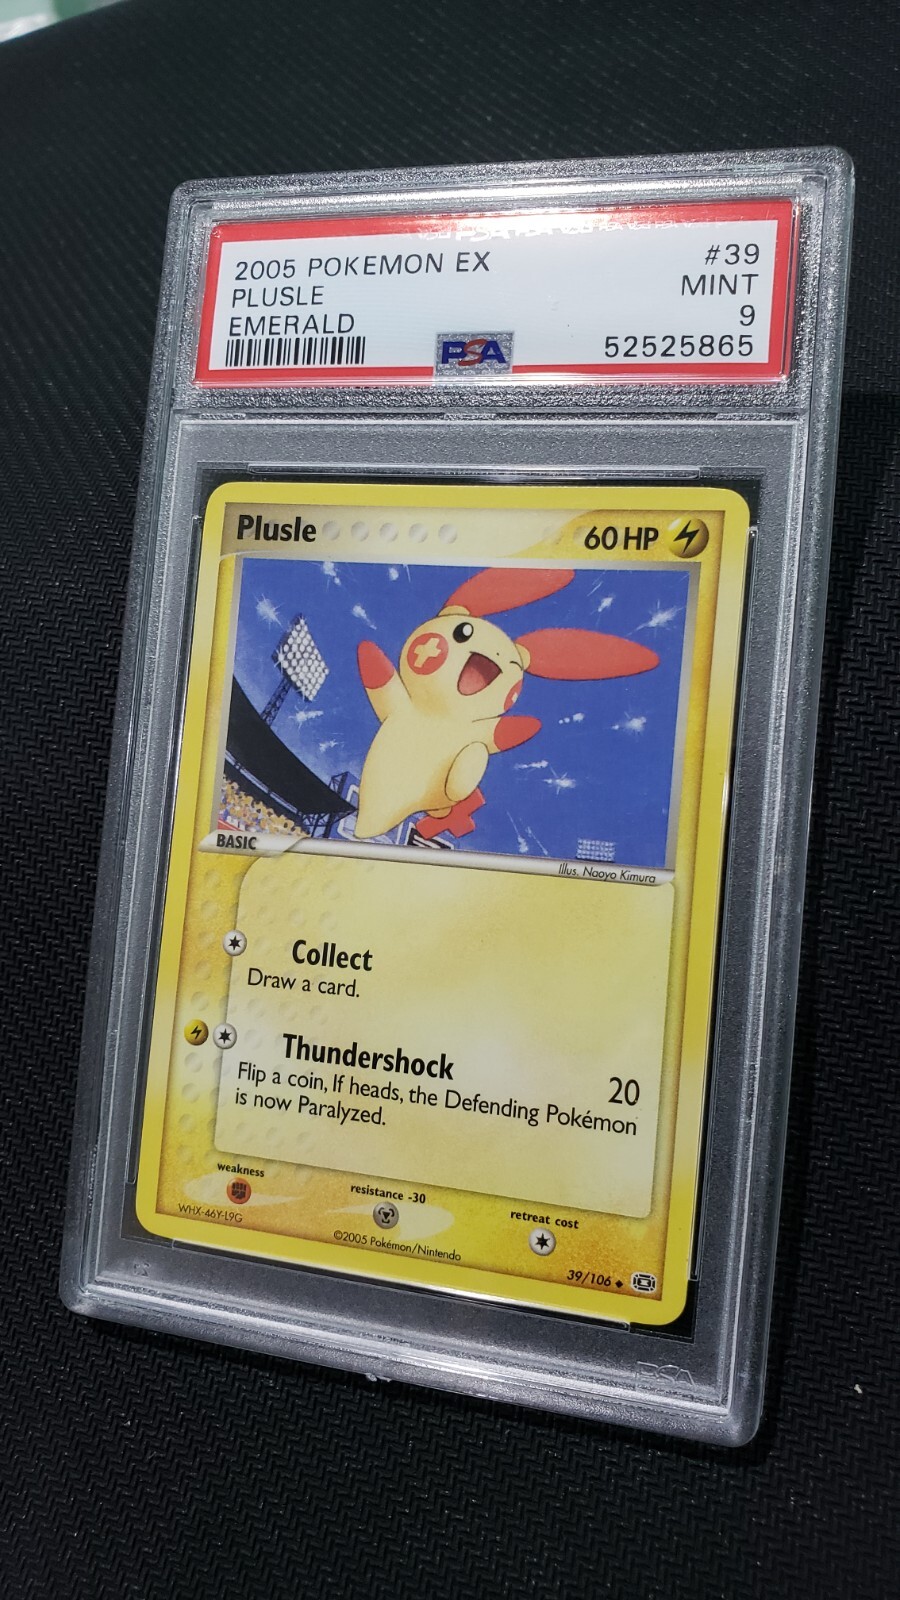 2005 POKEMON EX #39
PLUSLE MINT
EMERALD 9
PSA 52525865
Plusle 60 HP
BASIC
Illus. Naoyo Kimura
Collect
Draw a card.
Thundershock 20
Flip a coin, If heads, the Defending Pokémon
is now Paralyzed.
weakness resistance -30 retreat cost
WHX-46Y-L9G
©2005 Pokémon/Nintendo
39/106
PSA